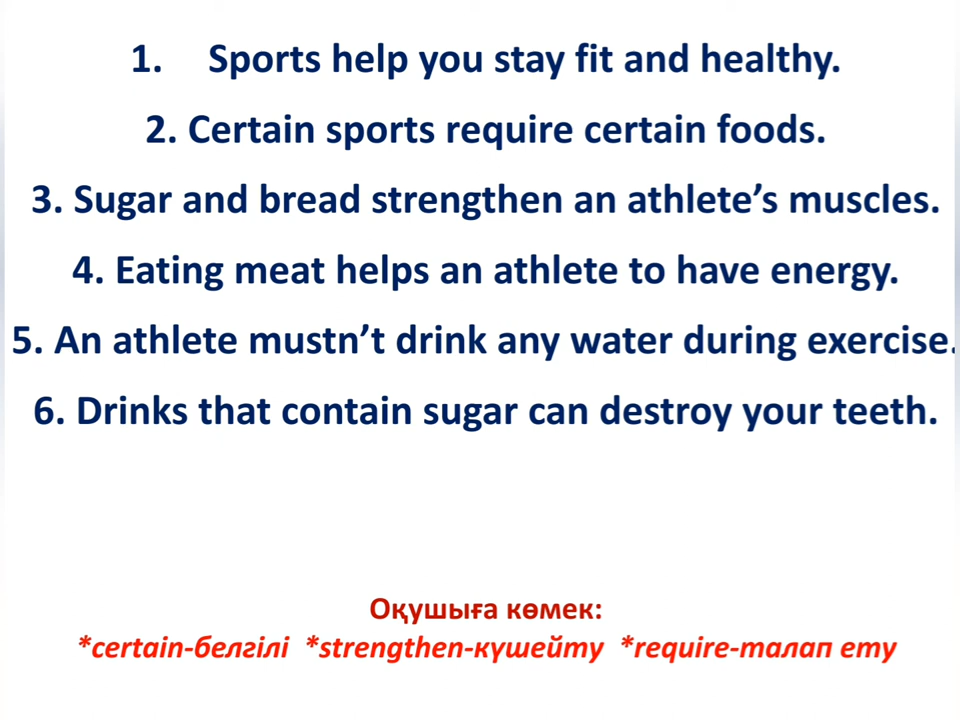 1. Sports help you stay fit and healthy.
2. Certain sports require certain foods.
3. Sugar and bread strengthen an athlete’s muscles.
4. Eating meat helps an athlete to have energy.
5. An athlete mustn’t drink any water during exercise.
6. Drinks that contain sugar can destroy your teeth.
Оқушыға көмек:
*certain-белгілі *strengthen-күшейту *require-талап ету